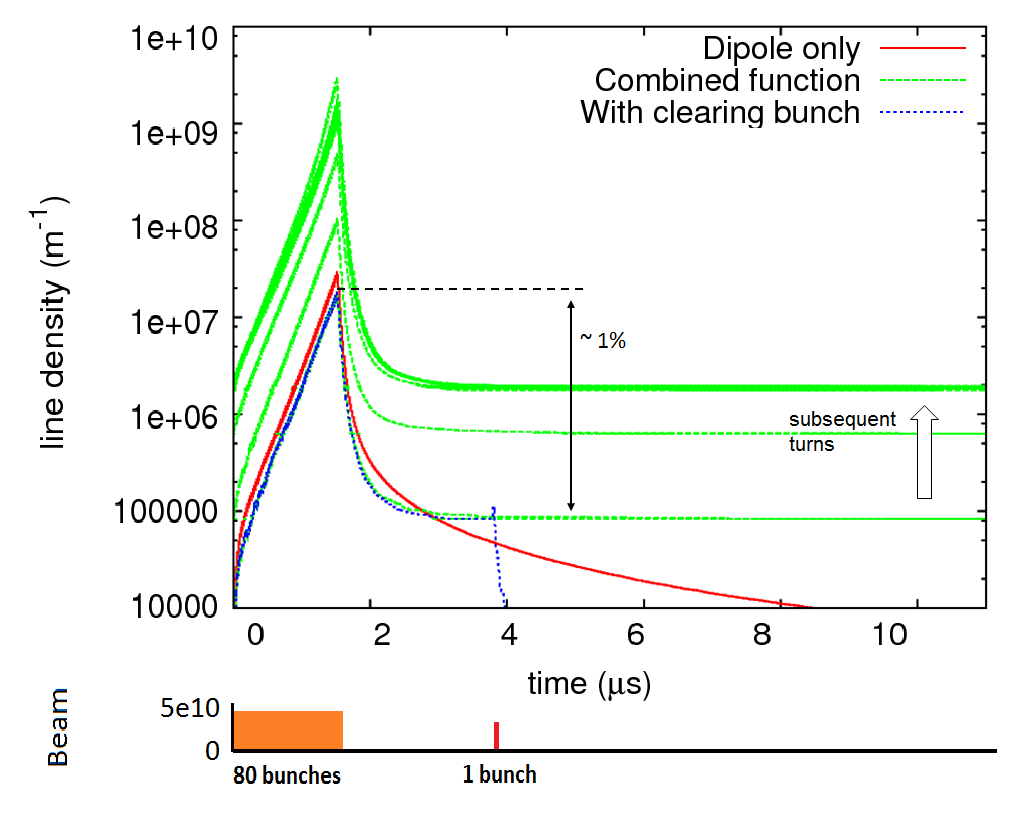 1e+10
1e+09
1e+08
1e+07
1e+06
100000
10000
line density (m-1)
Dipole only
Combined function
With clearing bunch
~ 1%
subsequent
turns
0 2 4 6 8 10
time (μs)
Beam
5e10
0
80 bunches
1 bunch